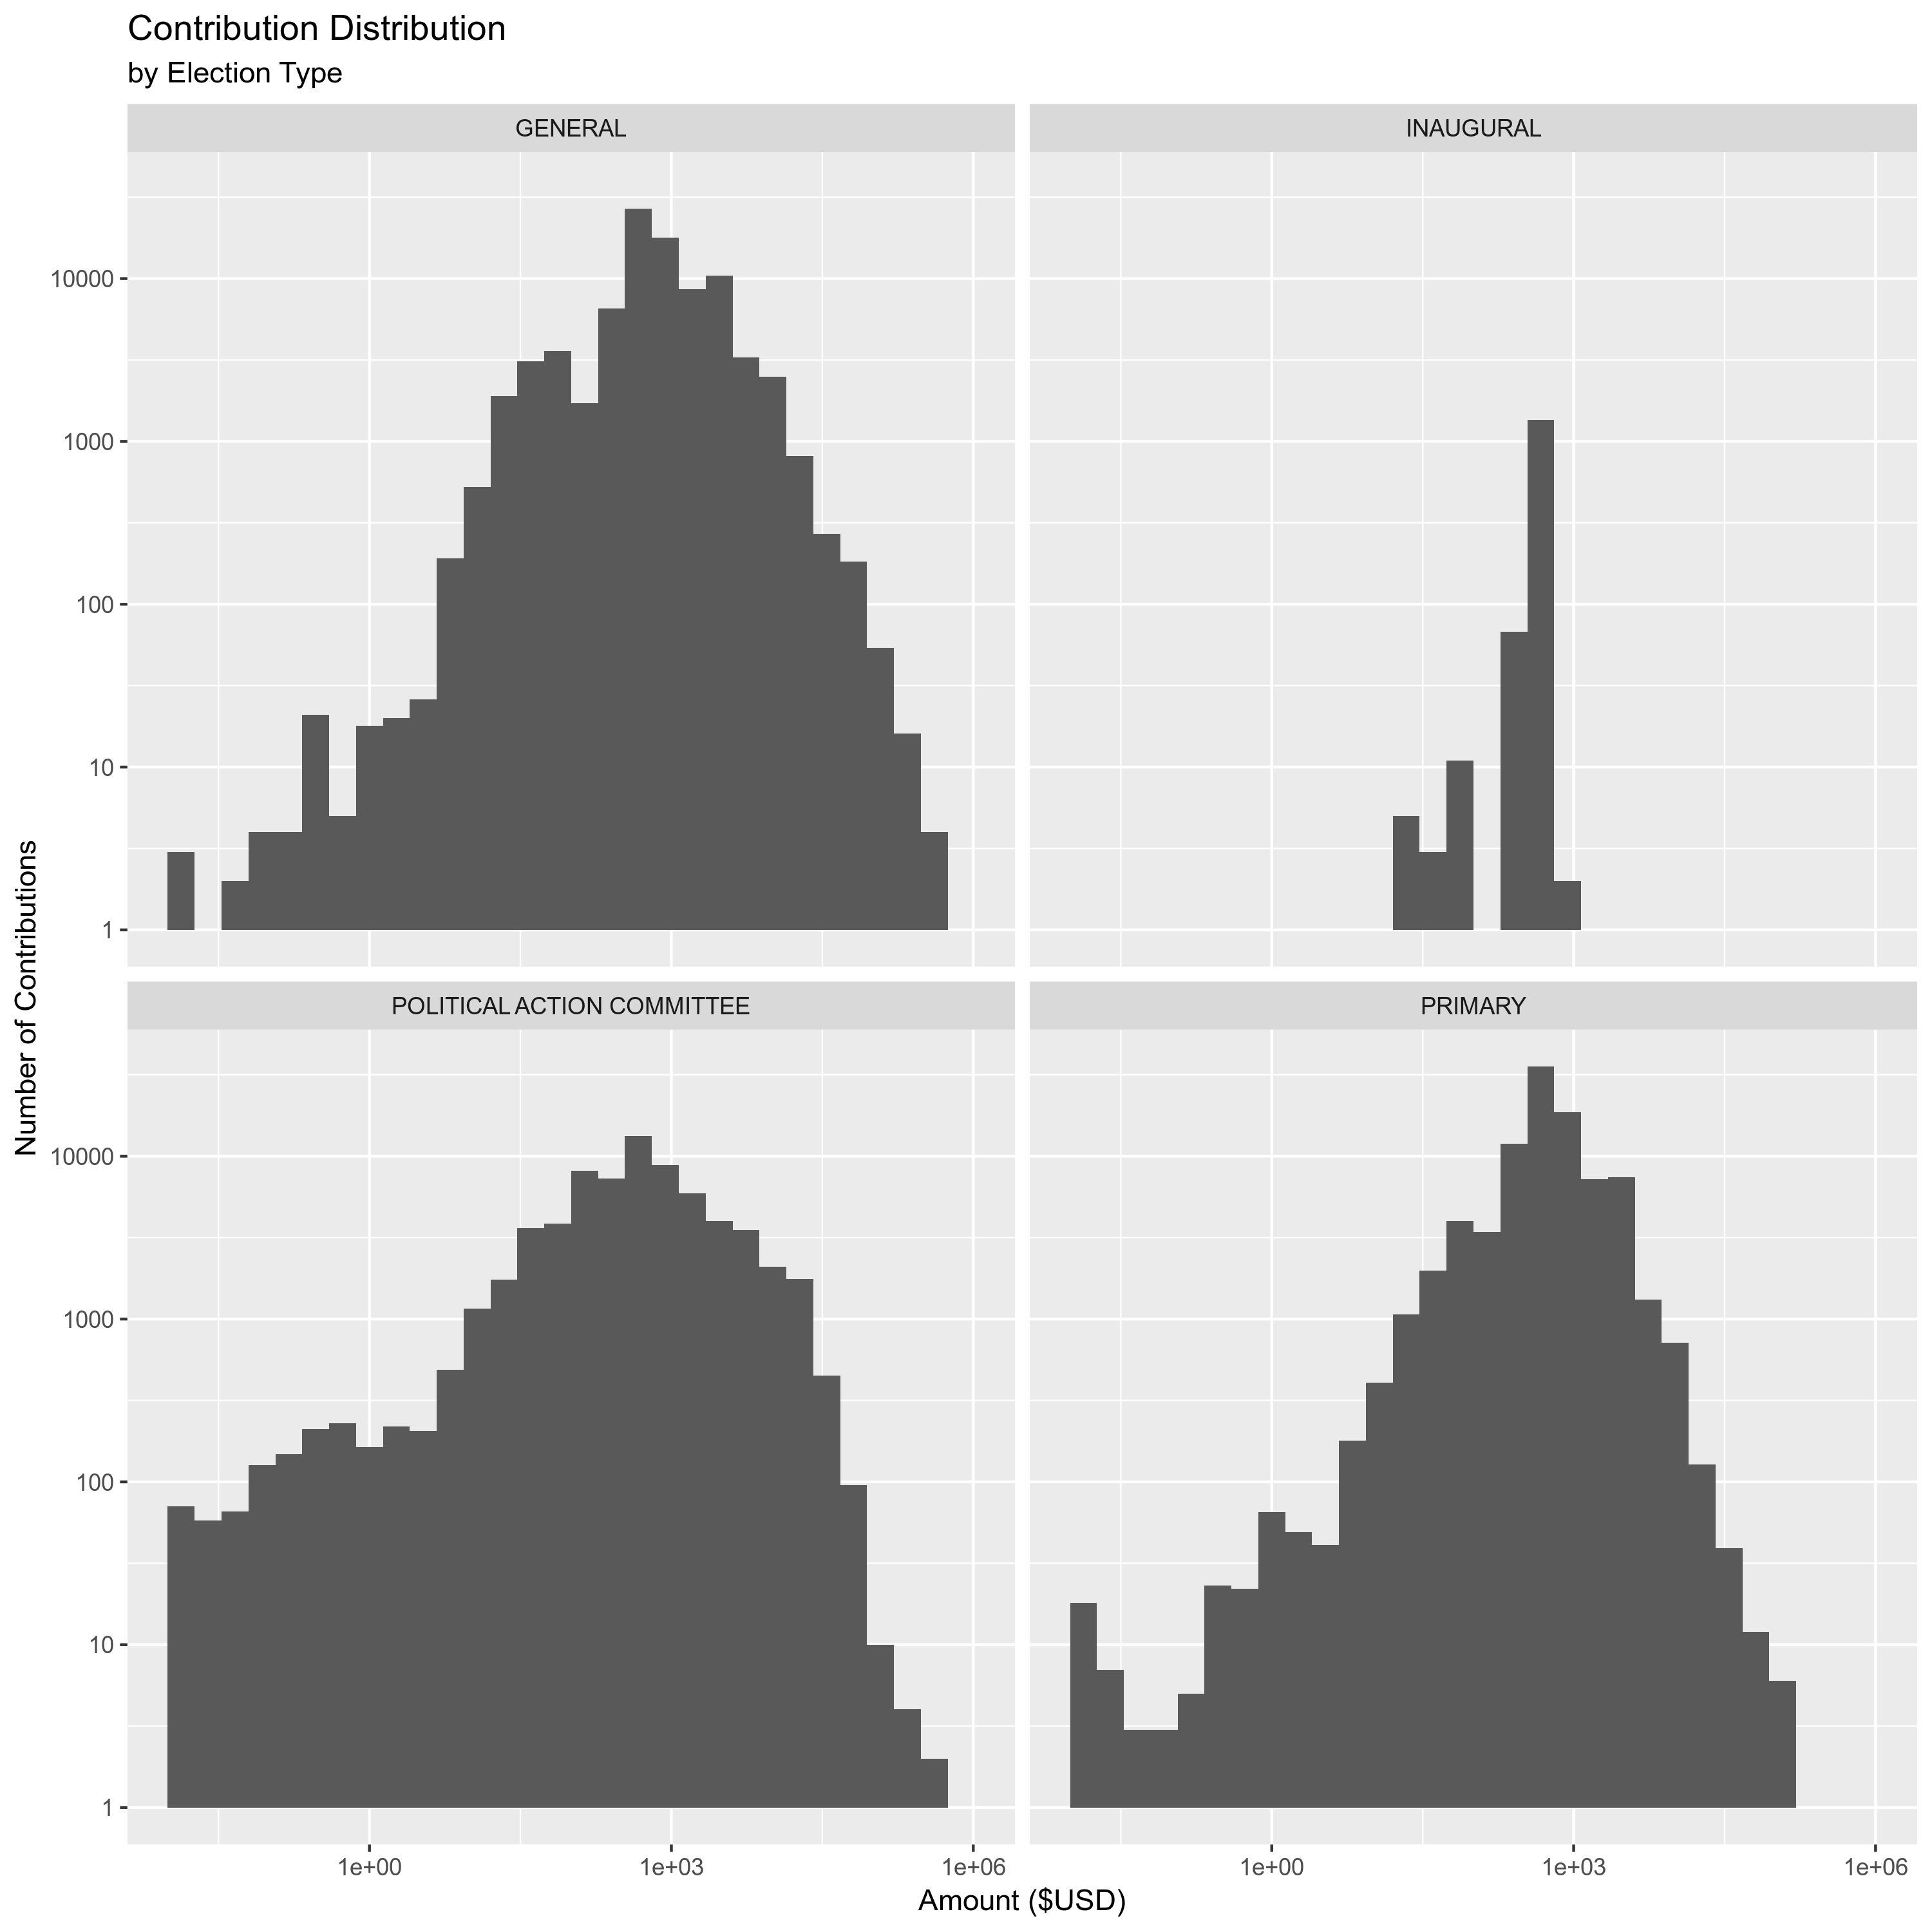 Contribution Distribution
by Election Type
GENERAL
INAUGURAL
10000
1000
100
10
1
POLITICAL ACTION COMMITTEE
PRIMARY
10000
1000
100
10
1
Number of Contributions
1e+00
1e+03
1e+06
1e+00
1e+03
1e+06
Amount ($USD)